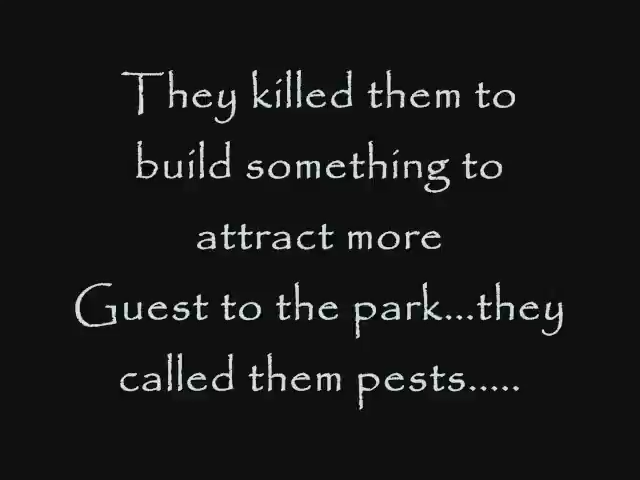 They killed them to
build something to
attract more
Guest to the park...they
called them pests.....